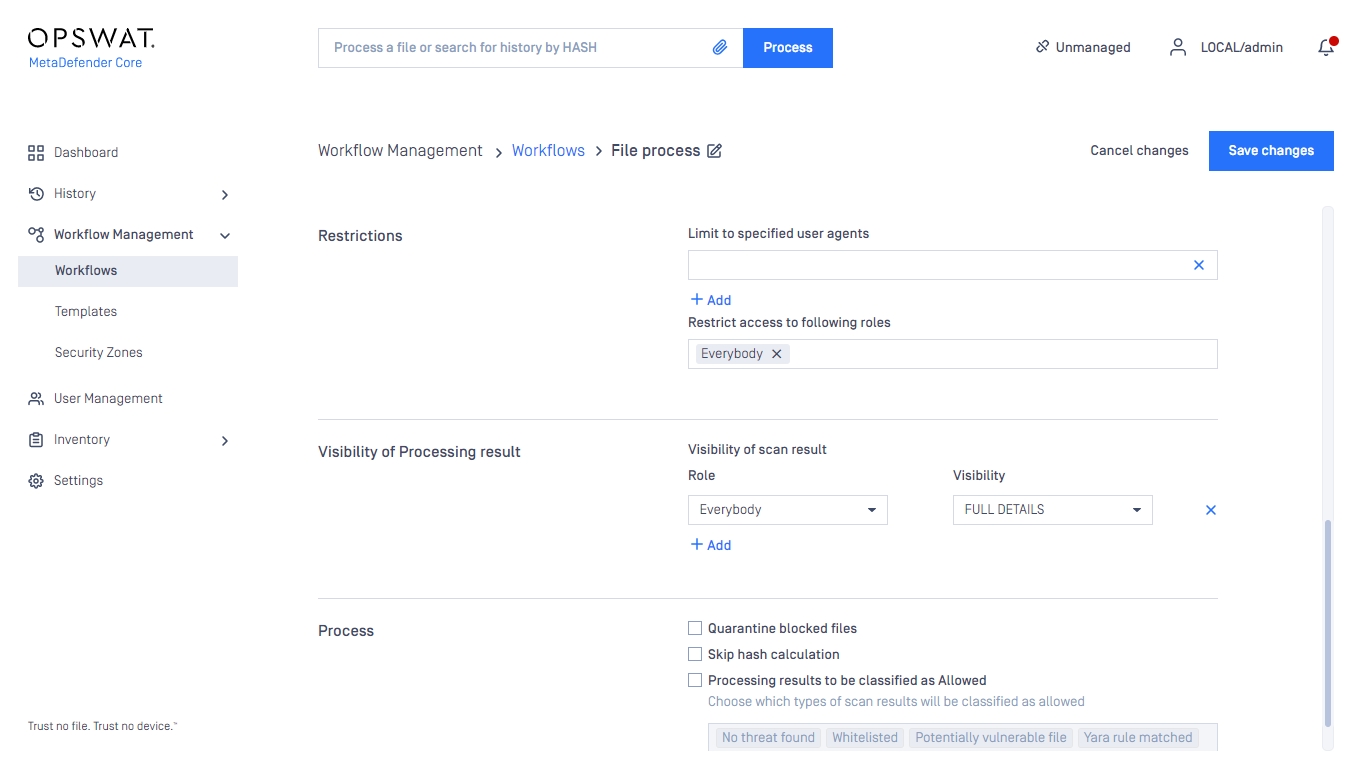 OPSWAT.
MetaDefender Core
Process a file or search for history by HASH
Process
Unmanaged
LOCAL/admin
Dashboard
History
Workflow Management
Workflows
Templates
Security Zones
User Management
Inventory
Settings
Trust no file. Trust no device.™
Workflow Management > Workflows > File process
Cancel changes
Save changes
Restrictions
Limit to specified user agents
+ Add
Restrict access to following roles
Everybody ×
Visibility of Processing result
Visibility of scan result
Role
Visibility
Everybody
FULL DETAILS
+ Add
Process
Quarantine blocked files
Skip hash calculation
Processing results to be classified as Allowed
Choose which types of scan results will be classified as allowed
No threat found Whitelisted Potentially vulnerable file Yara rule matched